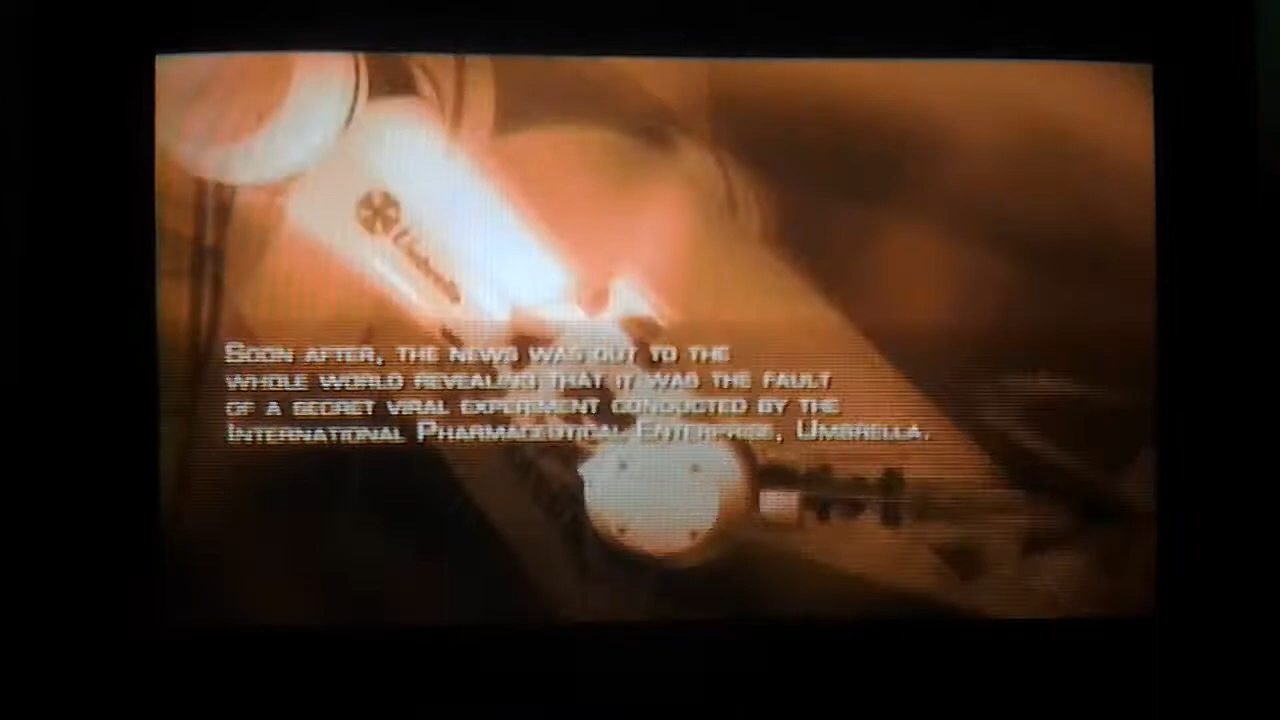 Umbrella
SOON AFTER, THE NEWS WAS OUT TO THE
WHOLE WORLD REVEALING THAT IT WAS THE FAULT
OF A SECRET VIRAL EXPERIMENT CONDUCTED BY THE
INTERNATIONAL PHARMACEUTICAL ENTERPRISE, UMBRELLA.